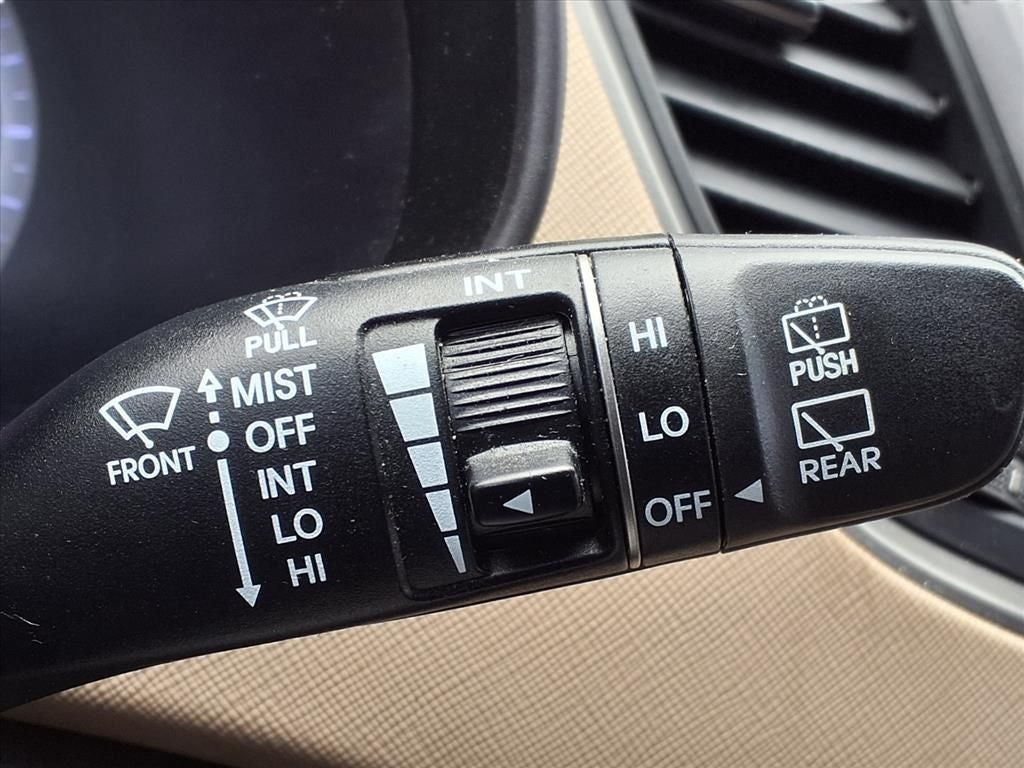 PULL
FRONT
MIST
OFF
INT
LO
HI
INT
HI
LO
OFF
PUSH
REAR